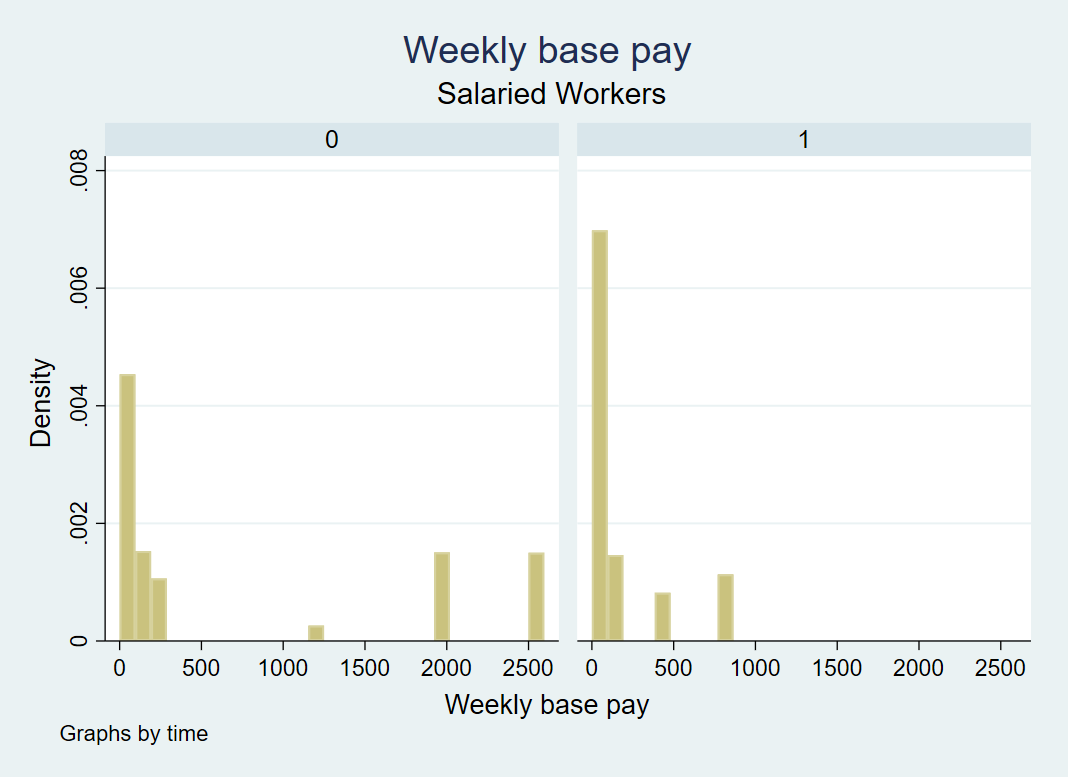 Weekly base pay
Salaried Workers
0 1
.008
.006
.004
.002
0
Density
0 500 1000 1500 2000 2500 0 500 1000 1500 2000 2500
Weekly base pay
Graphs by time